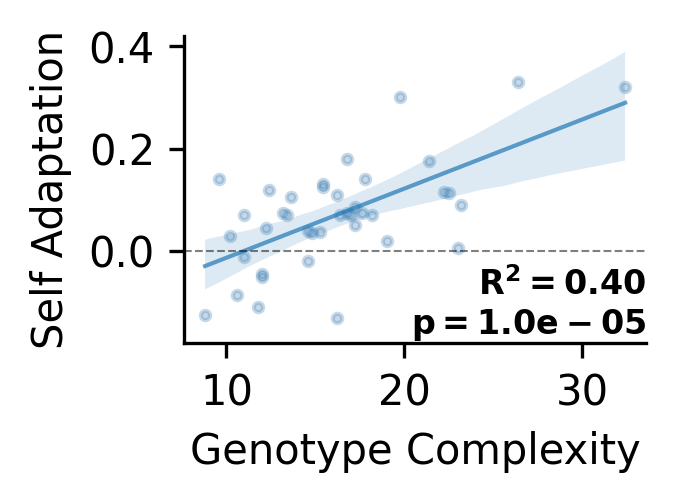 Self Adaptation
0.4
0.2
0.0
R² = 0.40
p = 1.0e − 05
10 20 30
Genotype Complexity